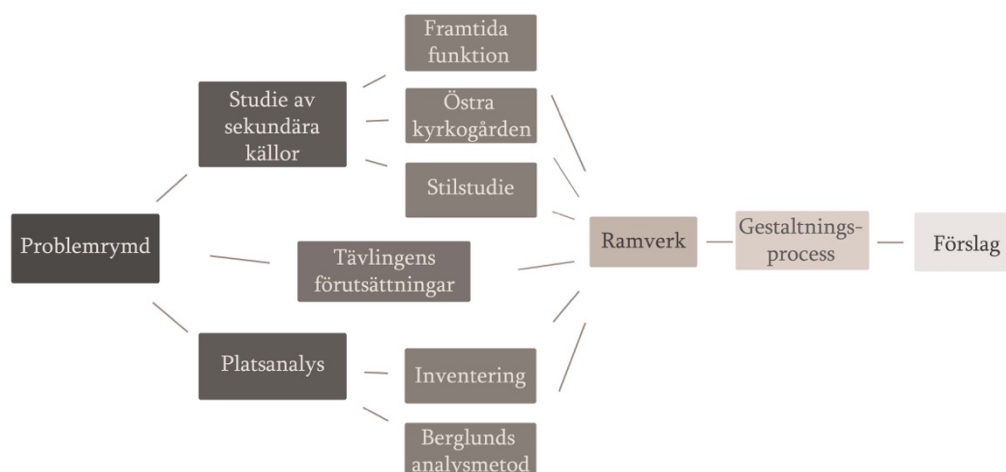 Framtida
funktion
Studie av
sekundära
källor
Östra
kyrkogården
Stilstudie
Problemrymd
Tävlingens
förutsättningar
Ramverk
Gestaltnings-
process
Förslag
Platsanalys
Inventering
Berglunds
analysmetod